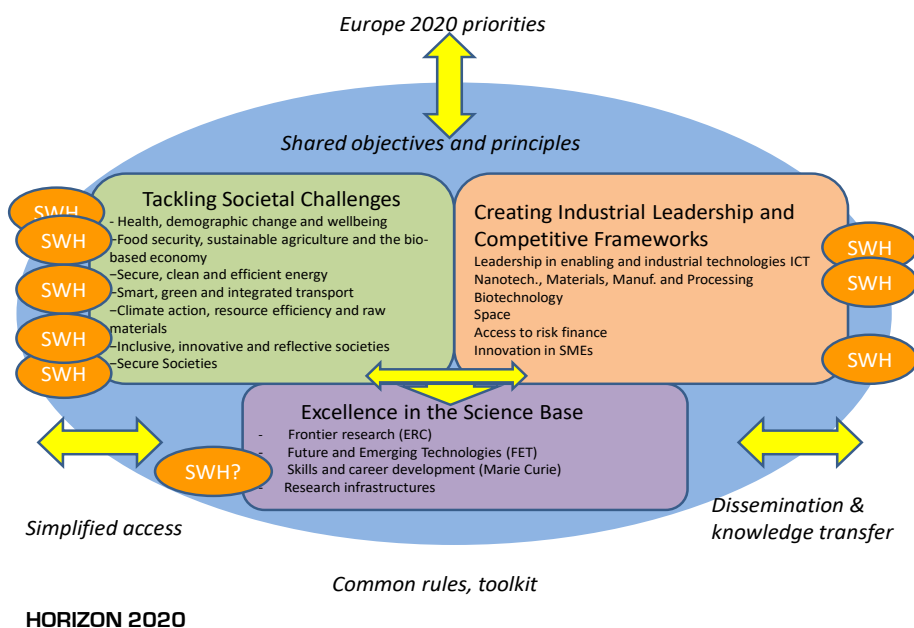 Europe 2020 priorities
Shared objectives and principles
Tackling Societal Challenges
- Health, demographic change and wellbeing
–Food security, sustainable agriculture and the bio-
based economy
–Secure, clean and efficient energy
–Smart, green and integrated transport
–Climate action, resource efficiency and raw
materials
–Inclusive, innovative and reflective societies
–Secure Societies
SWH
SWH
SWH
SWH
SWH
Creating Industrial Leadership and
Competitive Frameworks
Leadership in enabling and industrial technologies ICT
Nanotech., Materials, Manuf. and Processing
Biotechnology
Space
Access to risk finance
Innovation in SMEs
SWH
SWH
SWH
Excellence in the Science Base
- Frontier research (ERC)
- Future and Emerging Technologies (FET)
- Skills and career development (Marie Curie)
- Research infrastructures
SWH?
Simplified access
Dissemination &
knowledge transfer
Common rules, toolkit
HORIZON 2020